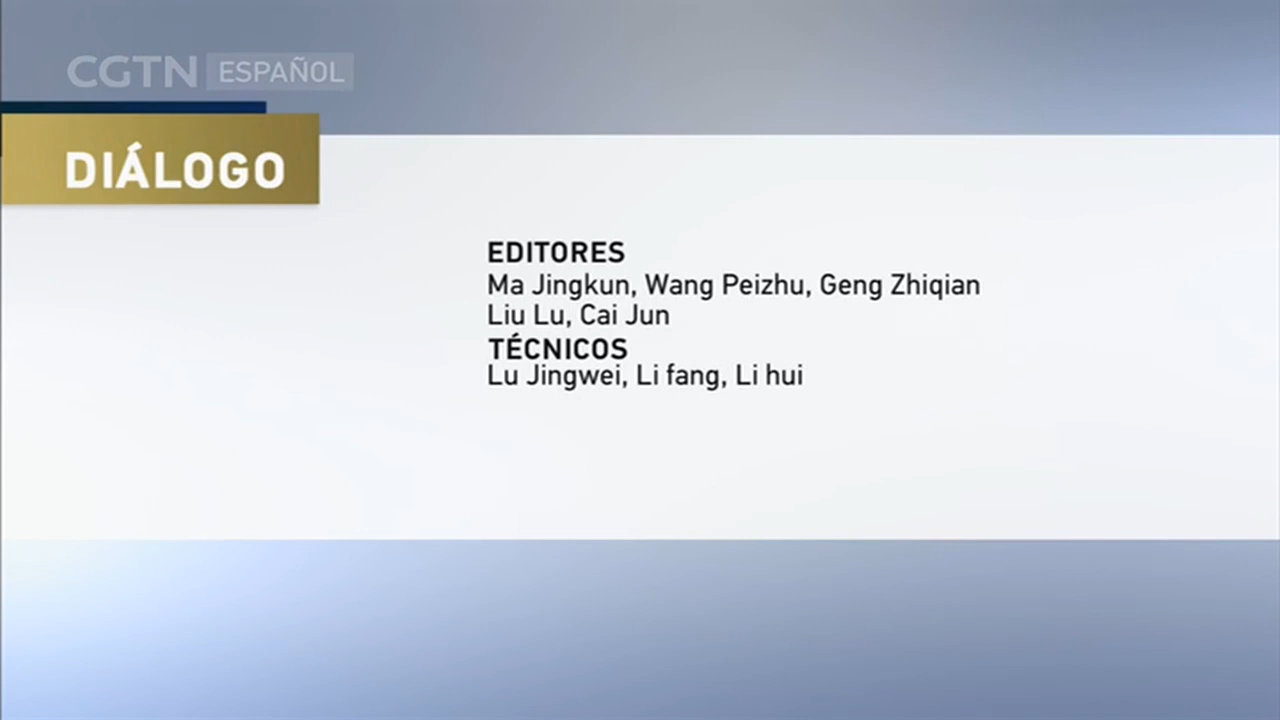 CGTN ESPAÑOL
DIÁLOGO
EDITORES
Ma Jingkun, Wang Peizhu, Geng Zhiqian
Liu Lu, Cai Jun
TÉCNICOS
Lu Jingwei, Li fang, Li hui